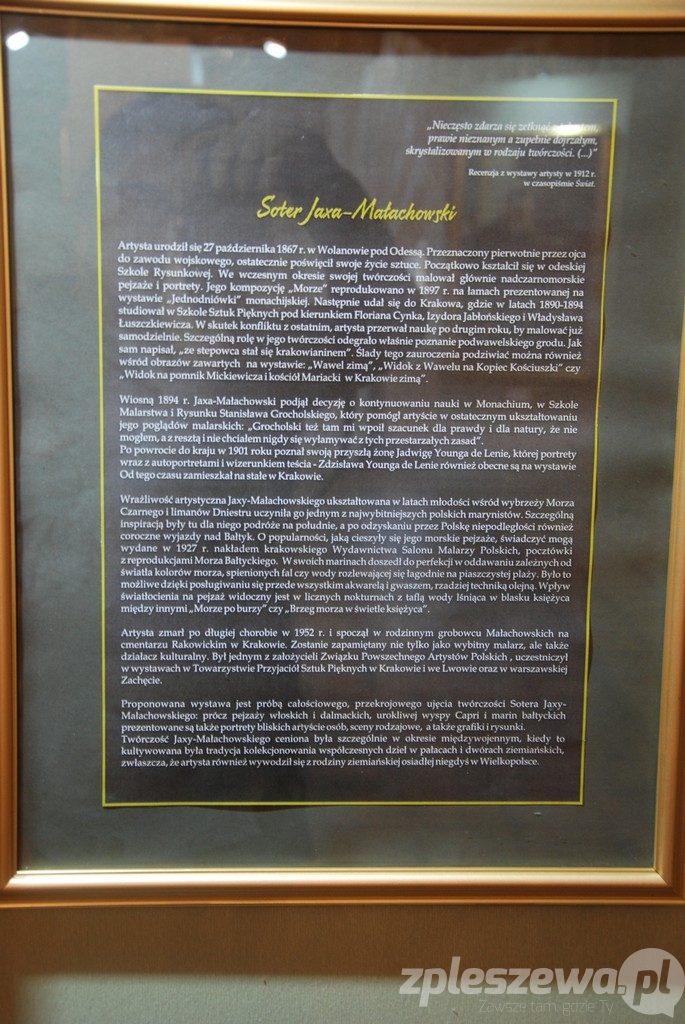 „Nieczęsto zdarza się zetknąć z talentem,
prawie nieznanym a zupełnie dojrzałym,
skrystalizowanym w rodzaju twórczości. (...)”
Recenzja z wystawy artysty w 1912 r.
w czasopiśmie Świat.
Soter Jaxa-Małachowski
Artysta urodził się 27 października 1867 r. w Wolanowie pod Odessą. Przeznaczony pierwotnie przez ojca
do zawodu wojskowego, ostatecznie poświęcił swoje życie sztuce. Początkowo kształcił się w odeskiej
Szkole Rysunkowej. We wczesnym okresie swojej twórczości malował głównie nadczarnomorskie
pejzaże i portrety. Jego kompozycję „Morze” reprodukowano w 1897 r. na łamach prezentowanej na
wystawie „Jednodniówki” monachijskiej. Następnie udał się do Krakowa, gdzie w latach 1890-1894
studiował w Szkole Sztuk Pięknych pod kierunkiem Floriana Cynka, Izydora Jabłońskiego i Władysława
Łuszczkiewicza. W skutek konfliktu z ostatnim, artysta przerwał naukę po drugim roku, by malować już
samodzielnie. Szczególną rolę w jego twórczości odegrało właśnie poznanie podwawelskiego grodu. Jak
sam napisał, „ze stepowca stał się krakowianinem”. Ślady tego zauroczenia podziwiać można również
wśród obrazów zawartych na wystawie: „Wawel zimą”, „Widok z Wawelu na Kopiec Kościuszki” czy
„Widok na pomnik Mickiewicza i kościół Mariacki w Krakowie zimą”.
Wiosną 1894 r. Jaxa-Małachowski podjął decyzję o kontynuowaniu nauki w Monachium, w Szkole
Malarstwa i Rysunku Stanisława Grocholskiego, który pomógł artyście w ostatecznym ukształtowaniu
jego poglądów malarskich: „Grocholski też tam mi wpoił szacunek dla prawdy i dla natury, że nie
mogłem, a z resztą i nie chciałem nigdy się wyłamywać z tych przestarzałych zasad”.
Po powrocie do kraju w 1901 roku poznał swoją przyszłą żonę Jadwigę Younga de Lenie, której portrety
wraz z autoportretami i wizerunkiem teścia - Zdzisława Younga de Lenie również obecne są na wystawie
Od tego czasu zamieszkał na stałe w Krakowie.
Wrażliwość artystyczna Jaxy-Małachowskiego ukształtowana w latach młodości wśród wybrzeży Morza
Czarnego i limanów Dniestru uczyniła go jednym z najwybitniejszych polskich marynistów. Szczególną
inspiracją były tu dla niego podróże na południe, a po odzyskaniu przez Polskę niepodległości również
coroczne wyjazdy nad Bałtyk. O popularności, jaką cieszyły się jego morskie pejzaże, świadczyć mogą
wydane w 1927 r. nakładem krakowskiego Wydawnictwa Salonu Malarzy Polskich, pocztówki
z reprodukcjami Morza Bałtyckiego. W swoich marinach doszedł do perfekcji w oddawaniu zależnych od
światła kolorów morza, spienionych fal czy wody rozlewającej się łagodnie na piaszczystej plaży. Było to
możliwe dzięki posługiwaniu się przede wszystkim akwarelą i gwaszem, rzadziej techniką olejną. Wpływ
światłocienia na pejzaż widoczny jest w licznych nokturnach z taflą wody lśniąca w blasku księżyca
między innymi „Morze po burzy” czy „Brzeg morza w świetle księżyca”.
Artysta zmarł po długiej chorobie w 1952 r. i spoczął w rodzinnym grobowcu Małachowskich na
cmentarzu Rakowickim w Krakowie. Zostanie zapamiętany nie tylko jako wybitny malarz, ale także
działacz kulturalny. Był jednym z założycieli Związku Powszechnego Artystów Polskich , uczestniczył
w wystawach w Towarzystwie Przyjaciół Sztuk Pięknych w Krakowie i we Lwowie oraz w warszawskiej
Zachęcie.
Proponowana wystawa jest próbą całościowego, przekrojowego ujęcia twórczości Sotera Jaxy-
Małachowskiego: prócz pejzaży włoskich i dalmackich, urokliwej wyspy Capri i marin bałtyckich
prezentowane są także portrety bliskich artyście osób, sceny rodzajowe, a także grafiki i rysunki.
Twórczość Jaxy-Małachowskiego ceniona była szczególnie w okresie międzywojennym, kiedy to
kultywowana była tradycja kolekcjonowania współczesnych dzieł w pałacach i dwórach ziemiańskich,
zwłaszcza, że artysta również wywodził się z rodziny ziemiańskiej osiadłej niegdyś w Wielkopolsce.
zpleszewa.pl
Zawsze tam, gdzie Ty